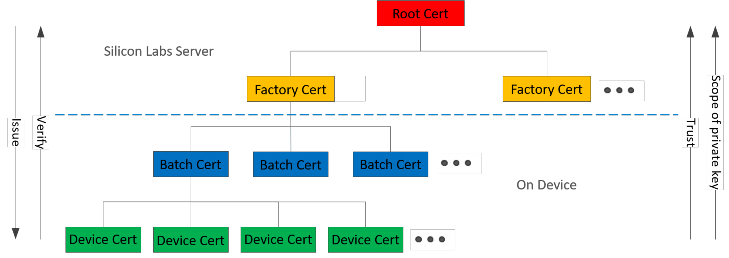 Root Cert
Silicon Labs Server
Factory Cert
Factory Cert
Issue
Verify
Trust
Scope of private key
Batch Cert
Batch Cert
Batch Cert
On Device
Device Cert
Device Cert
Device Cert
Device Cert